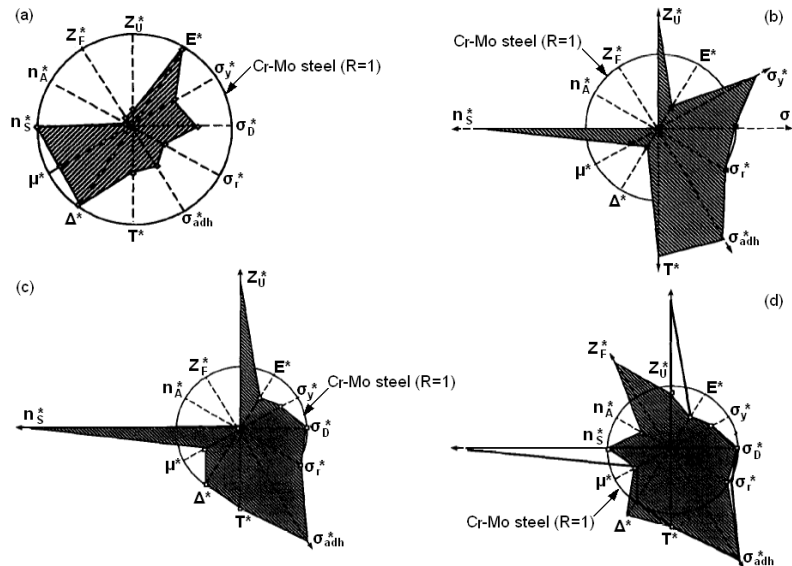 (a)
Z*U
Z*F
E*
n*A
σ*y
Cr-Mo steel (R=1)
n*S
σ*D
μ*
σ*r
Δ*
σ*adh
T*
(b)
Z*U
Cr-Mo steel (R=1)
Z*F
E*
n*A
σ*y
n*S
σ
μ*
σ*r
Δ*
σ*adh
T*
(c)
Z*U
Z*F
E*
Cr-Mo steel (R=1)
n*A
σ*y
n*S
σ*D
μ*
σ*r
Δ*
T*
σ*adh
(d)
Z*F
Z*U
E*
n*A
σ*y
n*S
σ*D
μ*
σ*r
Cr-Mo steel (R=1)
Δ*
T*
σ*adh